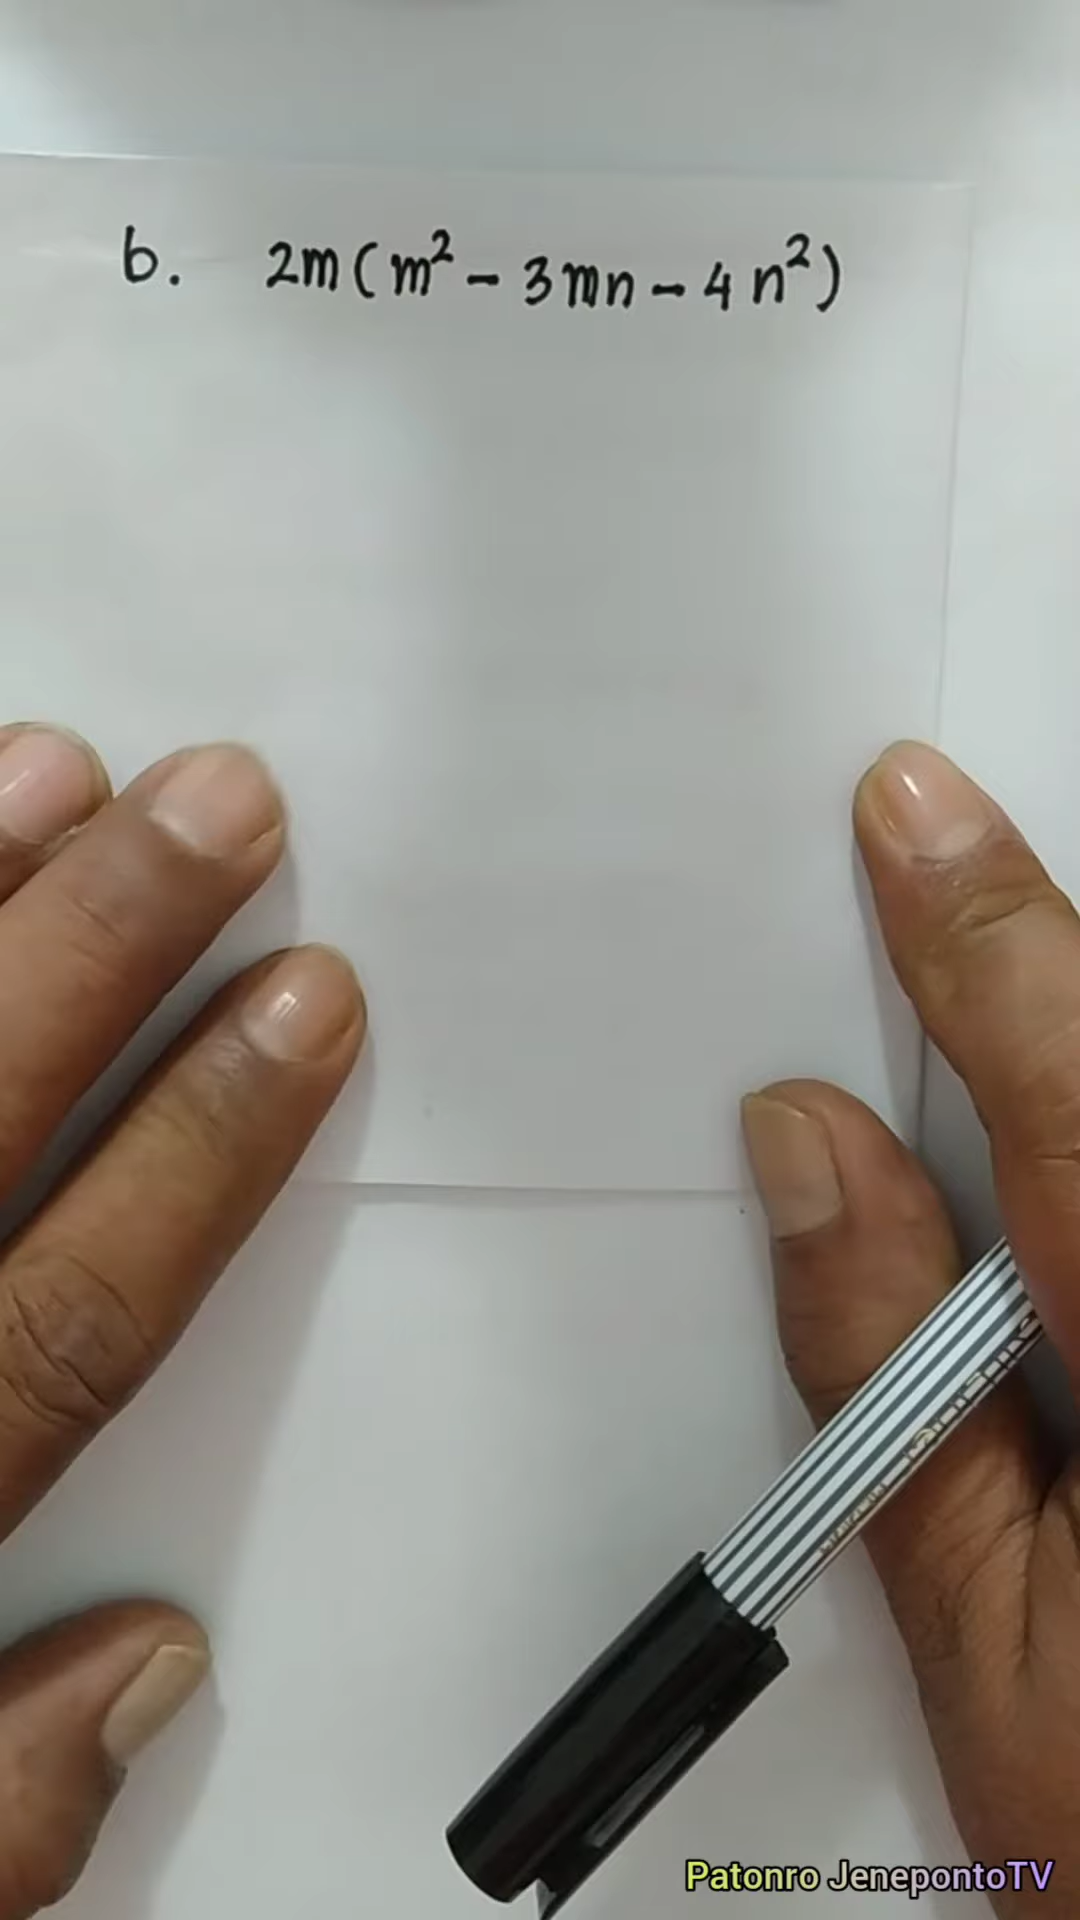 b. 2m(m² - 3mn - 4n²)
Patonro JenepontoTV